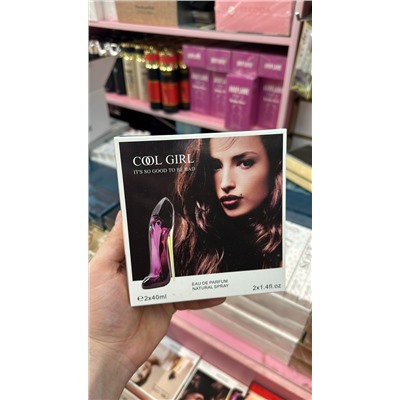 COOL GIRL
IT'S SO GOOD TO BE BAD
EAU DE PARFUM
NATURAL SPRAY
℮2x40ml
2x1.4fl.oz